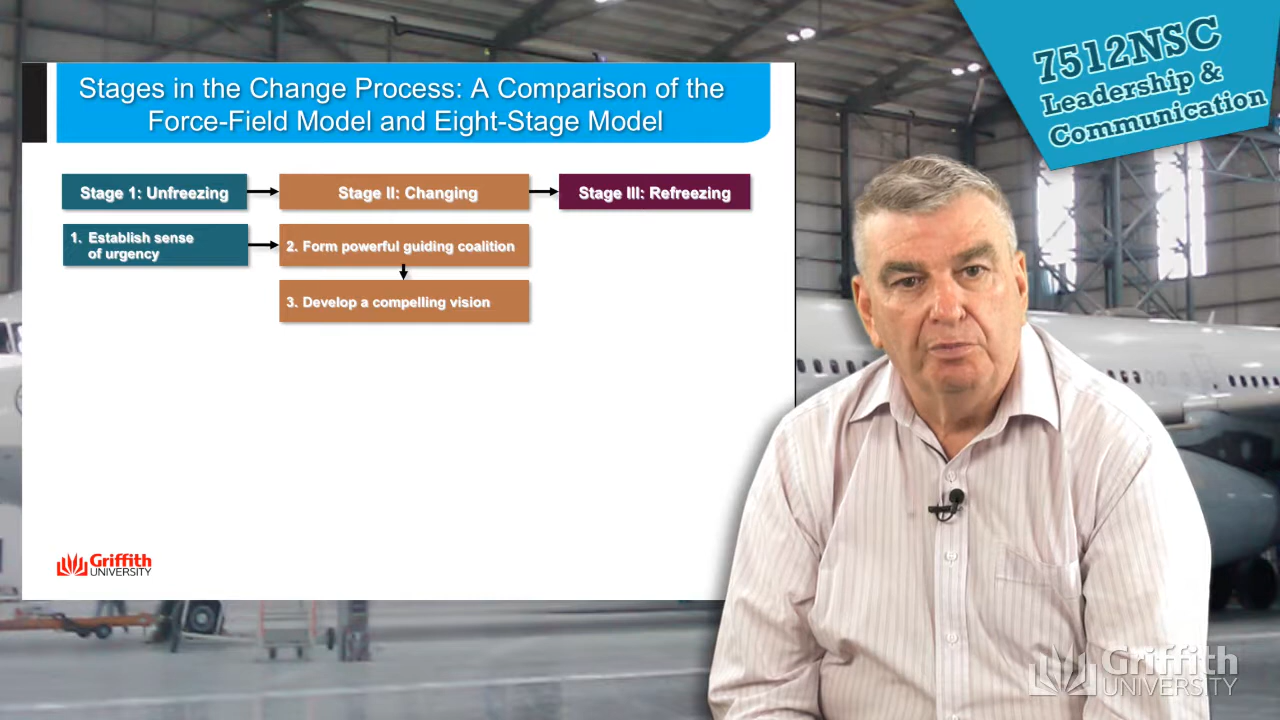 Stages in the Change Process: A Comparison of the
Force-Field Model and Eight-Stage Model
7512NSC
Leadership &
Communication
Stage 1: Unfreezing
Stage II: Changing
Stage III: Refreezing
1. Establish sense
of urgency
2. Form powerful guiding coalition
3. Develop a compelling vision
Griffith
UNIVERSITY
Griffith
UNIVERSITY